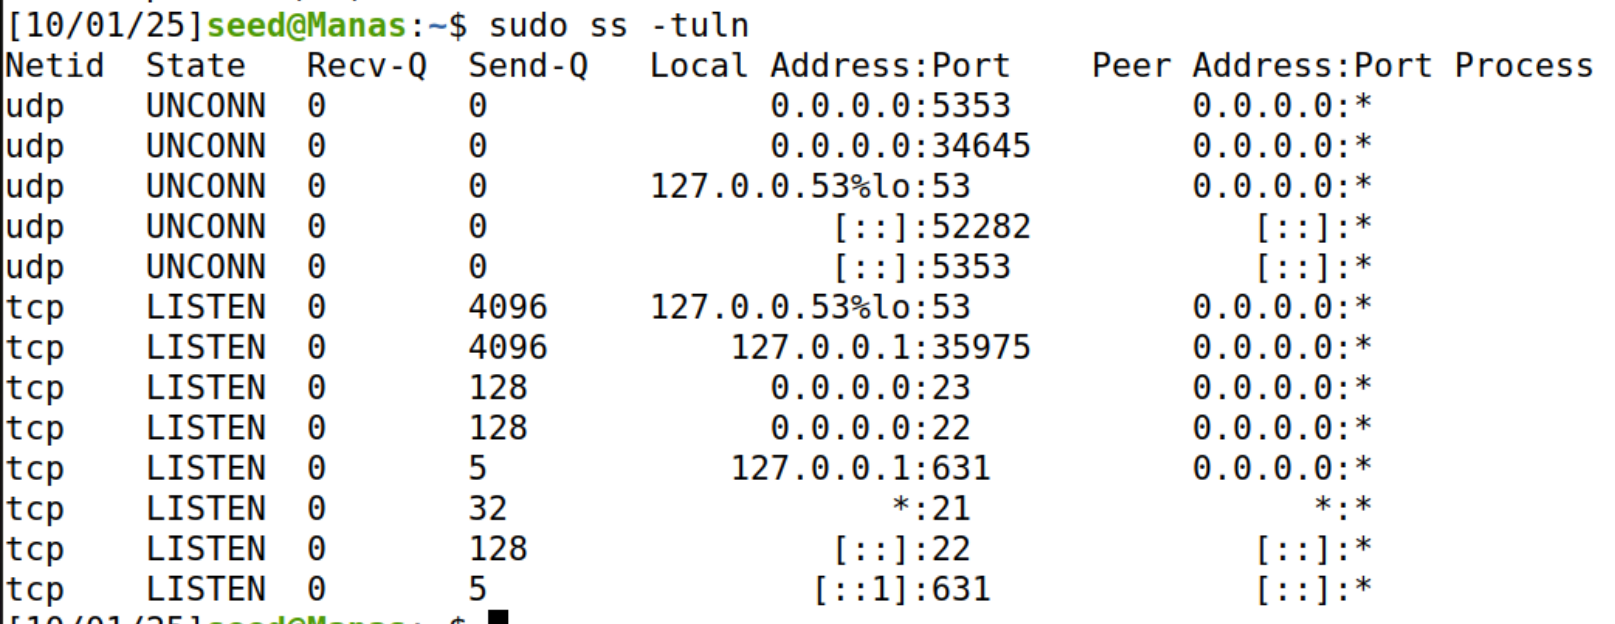 [10/01/25]seed@Manas:~$ sudo ss -tuln
Netid  State   Recv-Q  Send-Q   Local Address:Port    Peer Address:Port Process
udp    UNCONN  0       0              0.0.0.0:5353         0.0.0.0:*
udp    UNCONN  0       0              0.0.0.0:34645        0.0.0.0:*
udp    UNCONN  0       0        127.0.0.53%lo:53           0.0.0.0:*
udp    UNCONN  0       0                 [::]:52282           [::]:*
udp    UNCONN  0       0                 [::]:5353            [::]:*
tcp    LISTEN  0       4096     127.0.0.53%lo:53           0.0.0.0:*
tcp    LISTEN  0       4096         127.0.0.1:35975        0.0.0.0:*
tcp    LISTEN  0       128            0.0.0.0:23           0.0.0.0:*
tcp    LISTEN  0       128            0.0.0.0:22           0.0.0.0:*
tcp    LISTEN  0       5            127.0.0.1:631          0.0.0.0:*
tcp    LISTEN  0       32                   *:21                 *:*
tcp    LISTEN  0       128               [::]:22              [::]:*
tcp    LISTEN  0       5                [::1]:631             [::]:*
[10/01/25]seed@Manas:~$